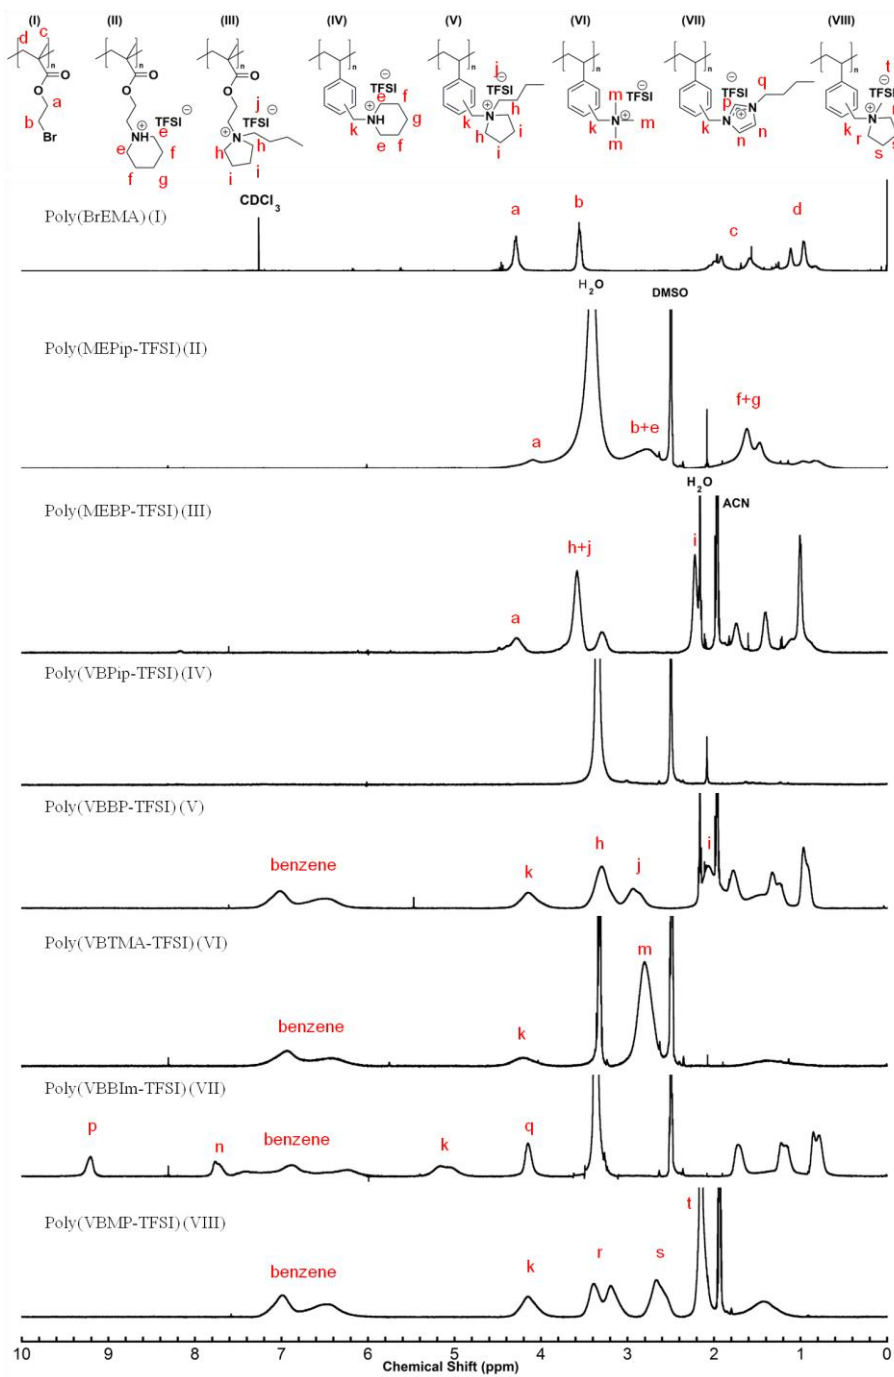 (I) (II) (III) (IV) (V) (VI) (VII) (VIII)
d c n O O a b Br
n O O NH ⊕ TFSI ⊖ e e f f g
n O O j TFSI ⊖ N ⊕ h h i i
n TFSI ⊖ e f ⊕ NH k g e f
n j TFSI ⊖ ⊕ N h k h i i
n m TFSI ⊖ ⊕ N k m m
n TFSI ⊖ q p N ⊕ N k n n
n t TFSI ⊖ ⊕ N k r s
Poly(BrEMA) (I)
CDCl3
a b c d
Poly(MEPip-TFSI) (II)
H2O DMSO
a b+e f+g
Poly(MEBP-TFSI) (III)
H2O ACN
a h+j i
Poly(VBPip-TFSI) (IV)
Poly(VBBP-TFSI) (V)
benzene k h j i
Poly(VBTMA-TFSI) (VI)
benzene k m
Poly(VBBIm-TFSI) (VII)
p n benzene k q
Poly(VBMP-TFSI) (VIII)
benzene k r s t
10 9 8 7 6 5 4 3 2 1 0
Chemical Shift (ppm)